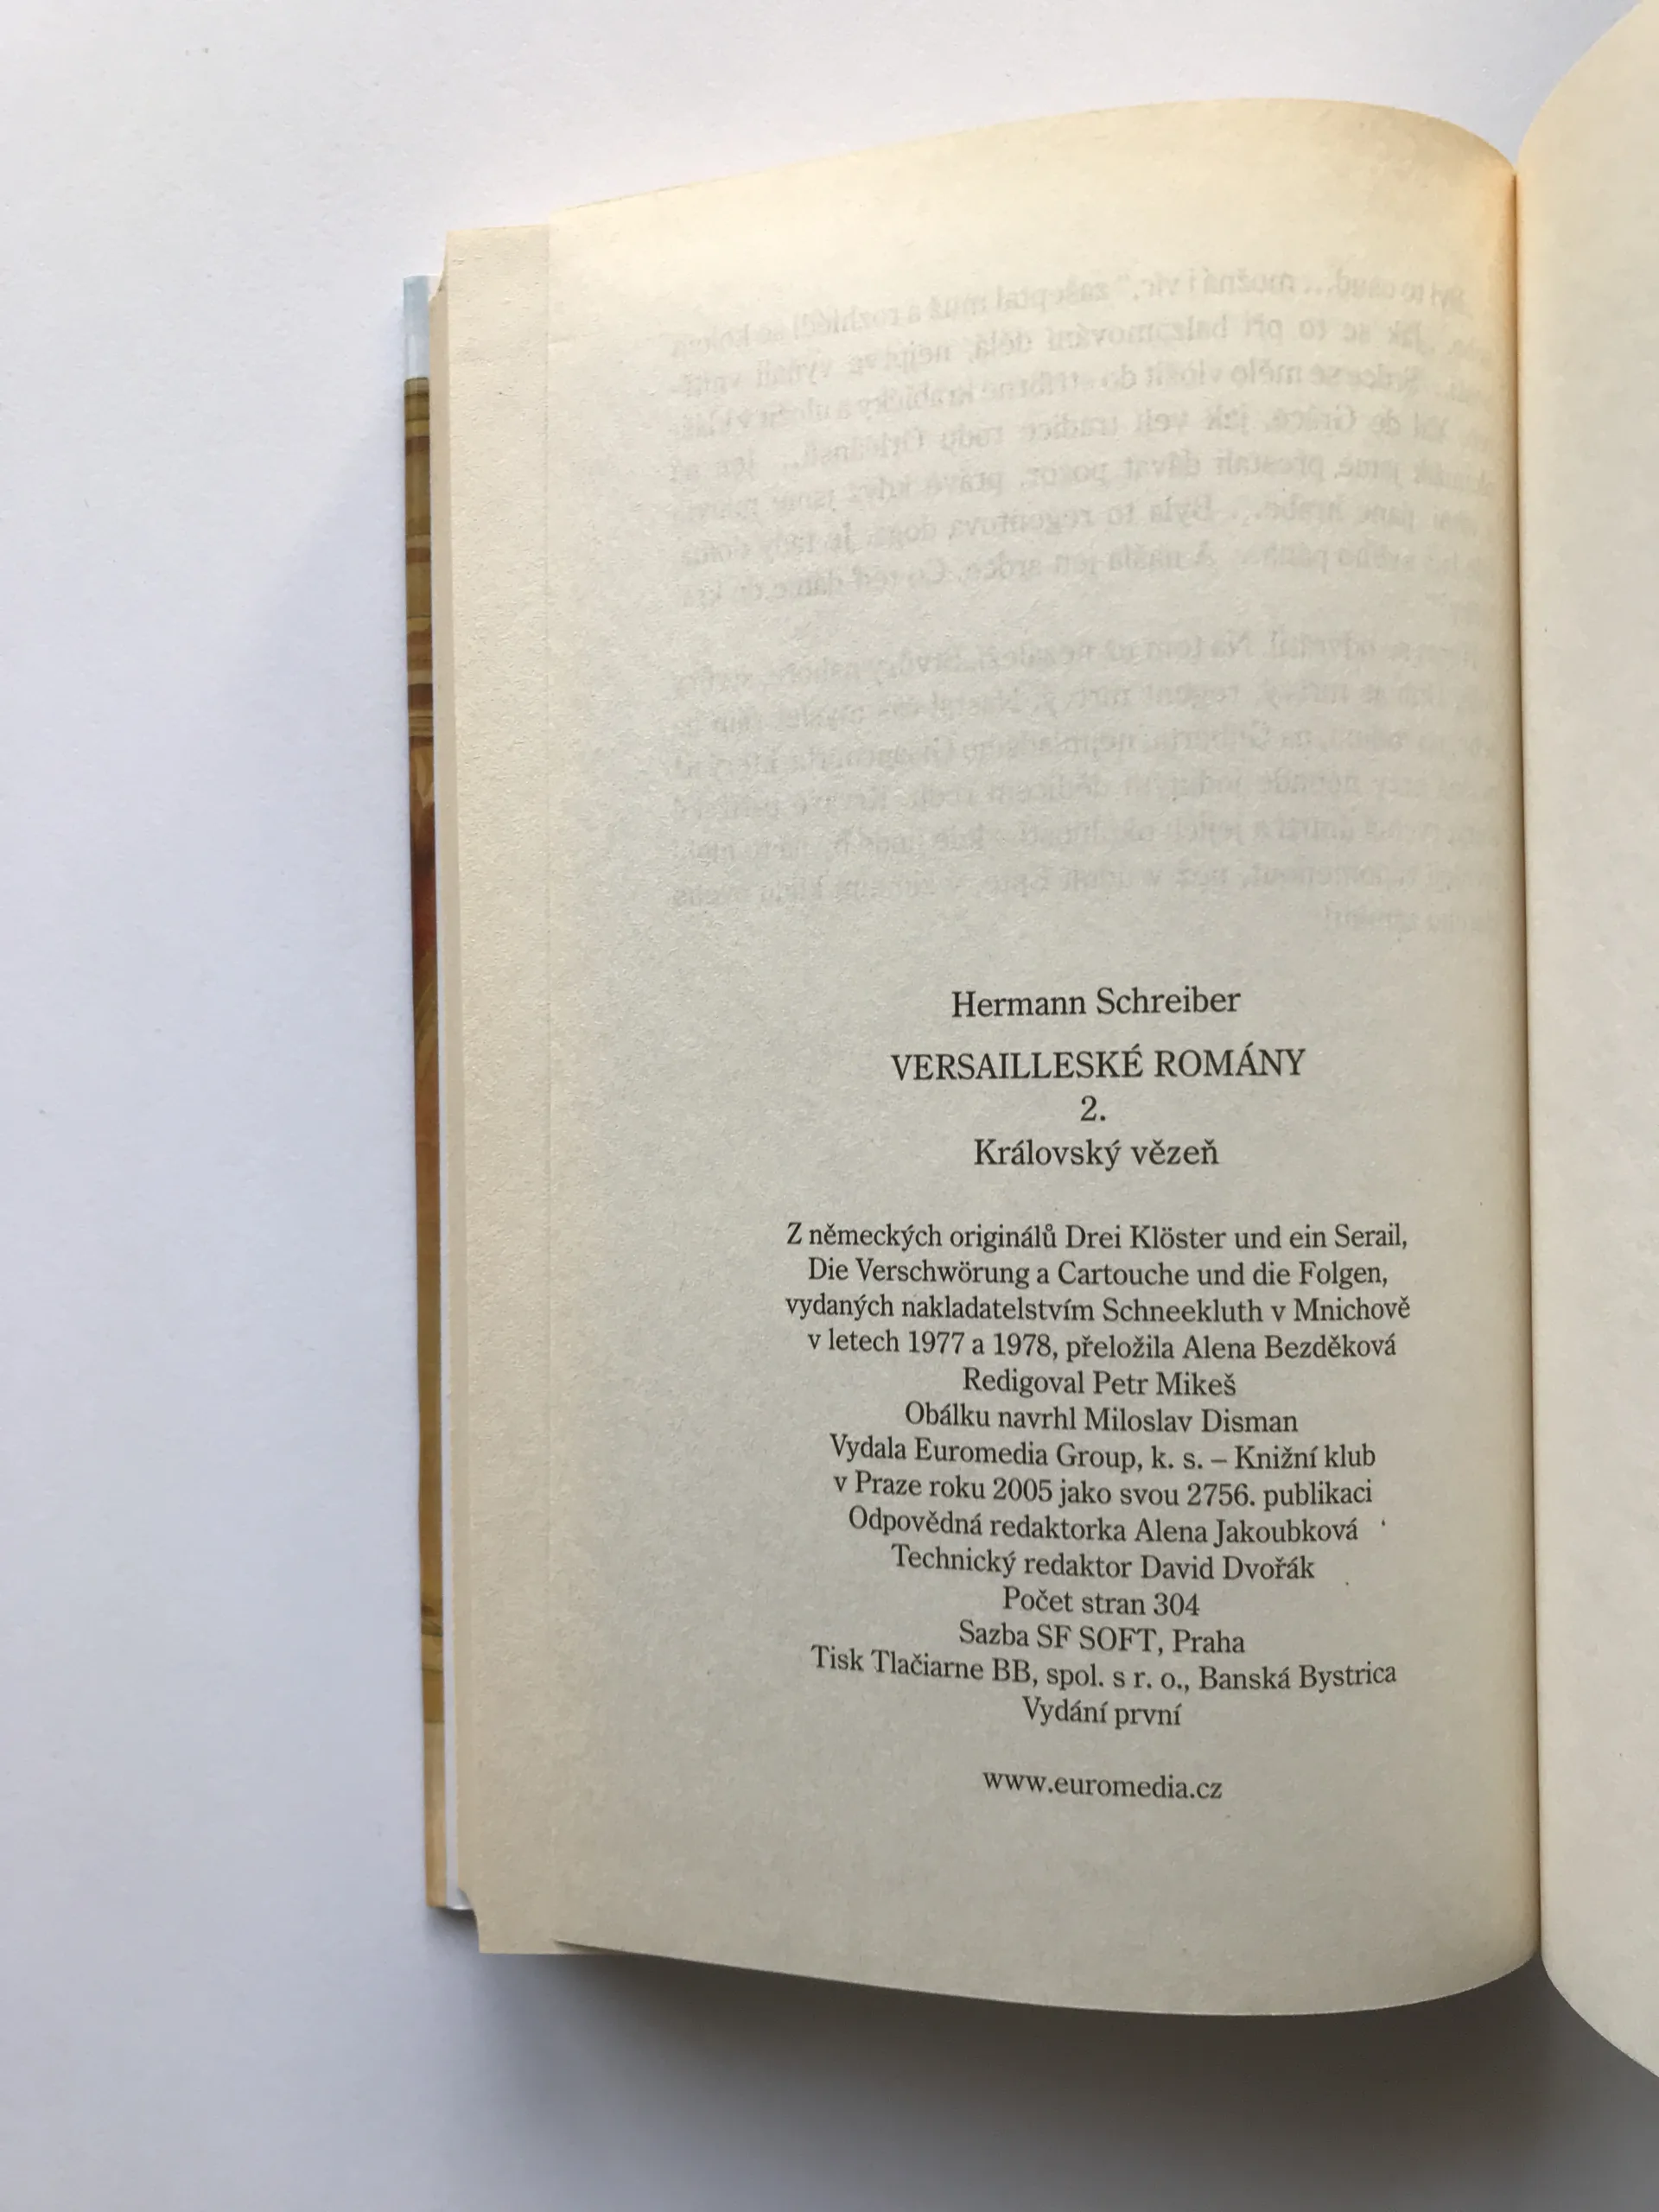 Hermann Schreiber
VERSAILLESKÉ ROMÁNY
2.
Královský vězeň
Z německých originálů Drei Klöster und ein Serail,
Die Verschwörung a Cartouche und die Folgen,
vydaných nakladatelstvím Schneekluth v Mnichově
v letech 1977 a 1978, přeložila Alena Bezděková
Redigoval Petr Mikeš
Obálku navrhl Miloslav Disman
Vydala Euromedia Group, k. s. – Knižní klub
v Praze roku 2005 jako svou 2756. publikaci
Odpovědná redaktorka Alena Jakoubková
Technický redaktor David Dvořák
Počet stran 304
Sazba SF SOFT, Praha
Tisk Tlačiarne BB, spol. s r. o., Banská Bystrica
Vydání první
www.euromedia.cz